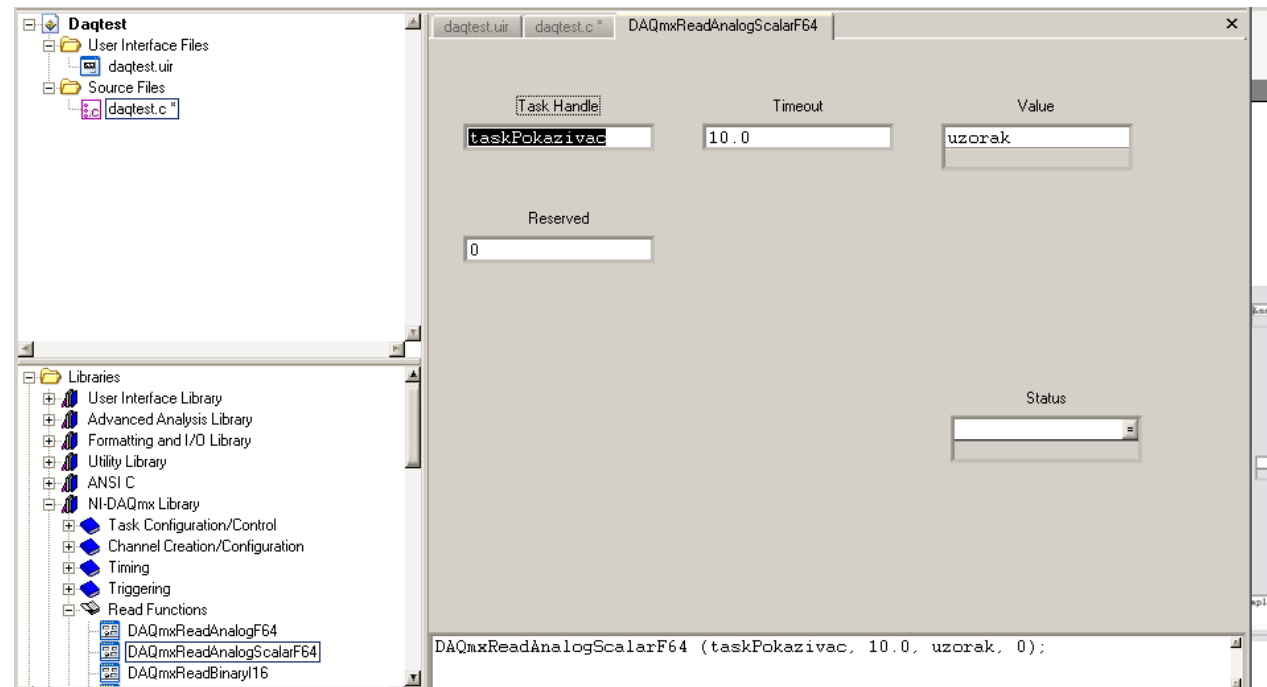 Daqtest
User Interface Files
daqtest.uir
Source Files
daqtest.c *
Libraries
User Interface Library
Advanced Analysis Library
Formatting and I/O Library
Utility Library
ANSI C
NI-DAQmx Library
Task Configuration/Control
Channel Creation/Configuration
Timing
Triggering
Read Functions
DAQmxReadAnalogF64
DAQmxReadAnalogScalarF64
DAQmxReadBinaryI16
daqtest.uir daqtest.c * DAQmxReadAnalogScalarF64
Task Handle Timeout Value
taskPokazivac 10.0 uzorak
Reserved
0
Status
DAQmxReadAnalogScalarF64 (taskPokazivac, 10.0, uzorak, 0);